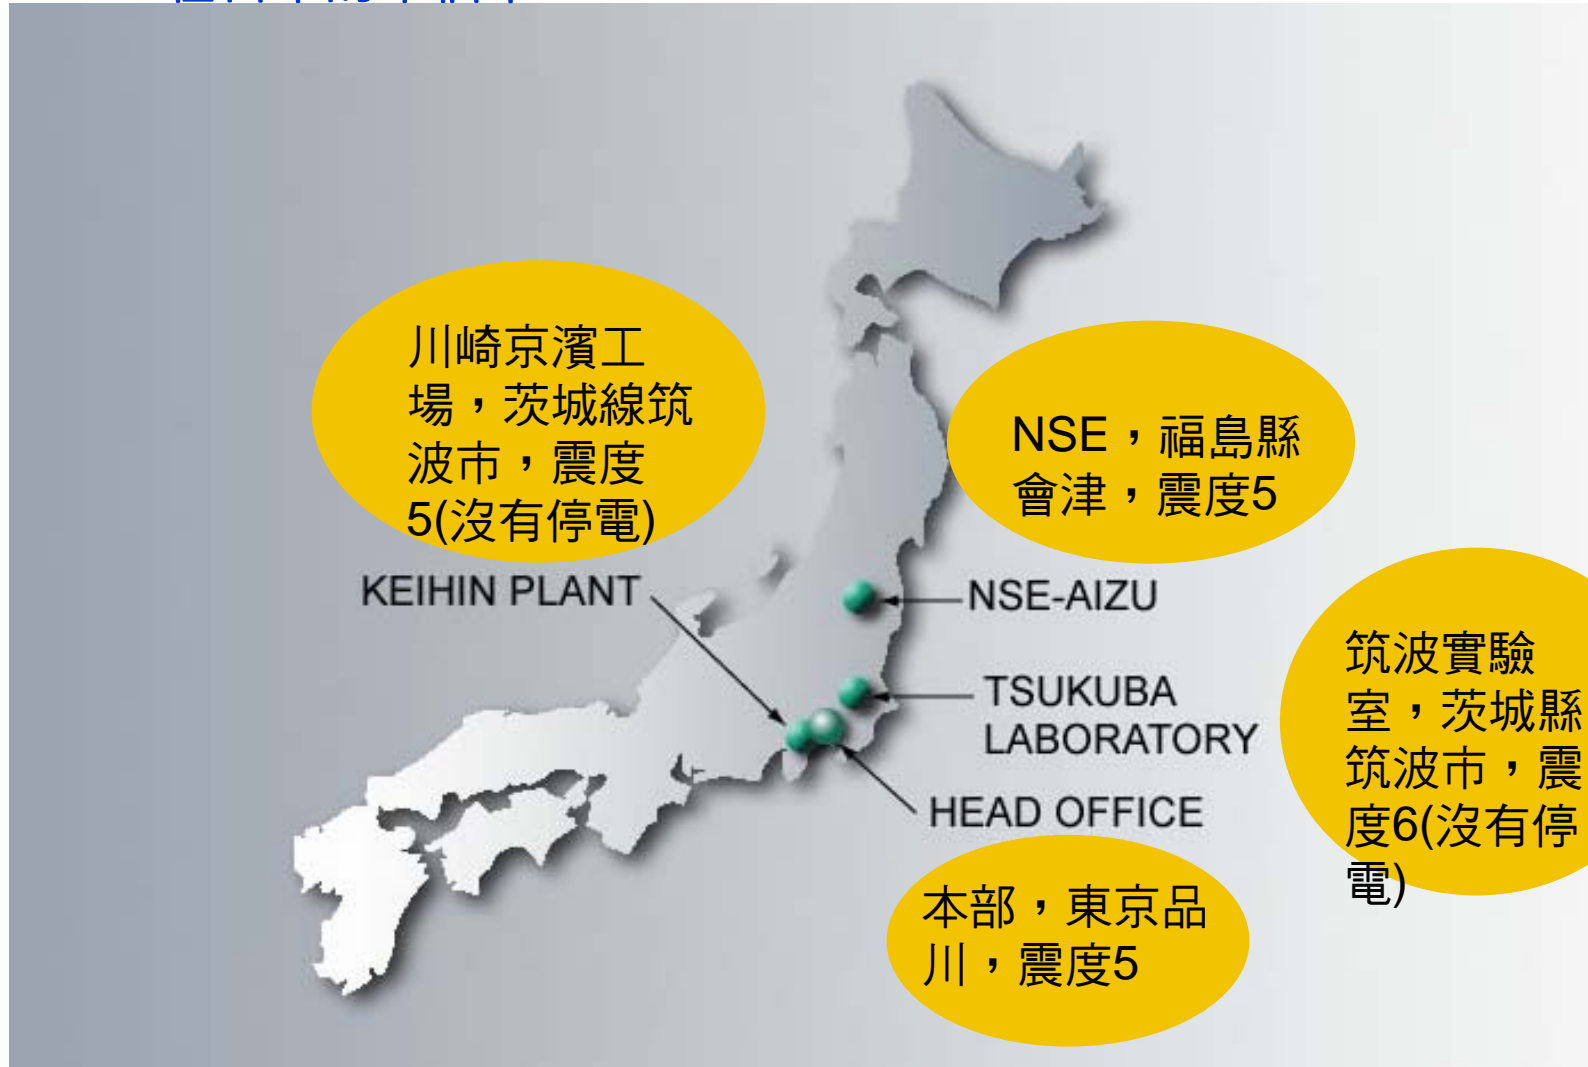 川崎京濱工
場，茨城線筑
波市，震度
5(沒有停電)
NSE，福島縣
會津，震度5
KEIHIN PLANT
NSE-AIZU
筑波實驗
室，茨城縣
筑波市，震
度6(沒有停
電)
TSUKUBA
LABORATORY
HEAD OFFICE
本部，東京品
川，震度5